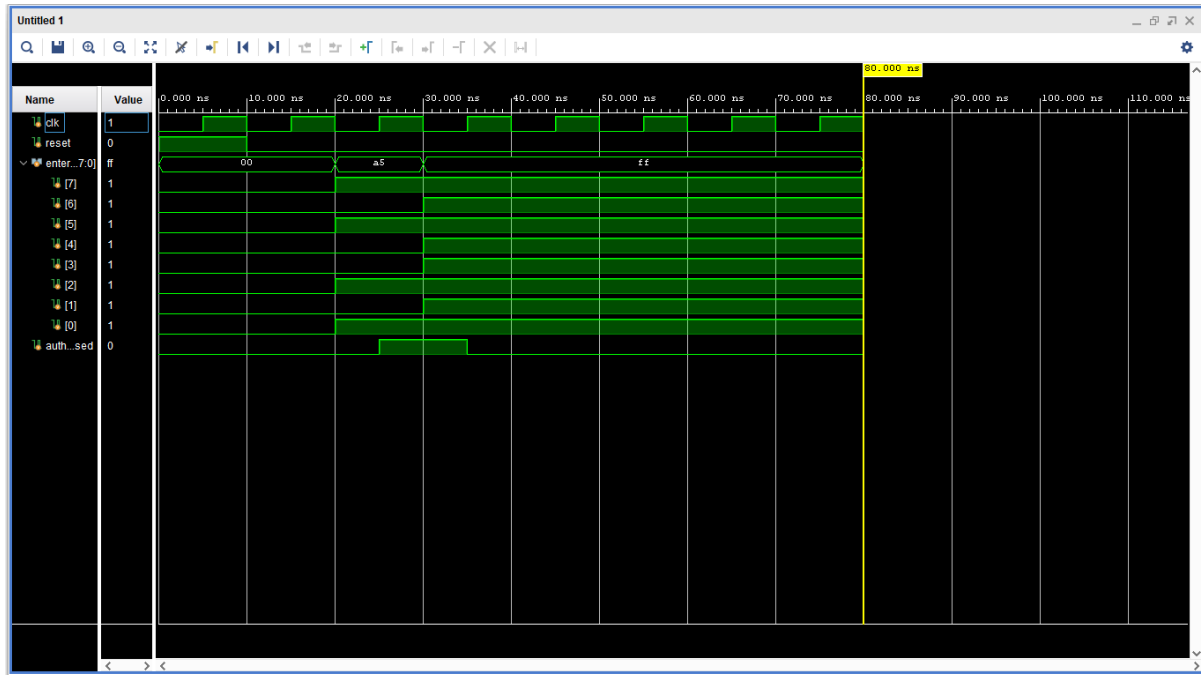 Untitled 1
80.000 ns
Name Value 0.000 ns 10.000 ns 20.000 ns 30.000 ns 40.000 ns 50.000 ns 60.000 ns 70.000 ns 80.000 ns 90.000 ns 100.000 ns 110.000 ns
clk 1
reset 0
enter...7:0] ff 00 a5 ff
[7] 1
[6] 1
[5] 1
[4] 1
[3] 1
[2] 1
[1] 1
[0] 1
auth...sed 0